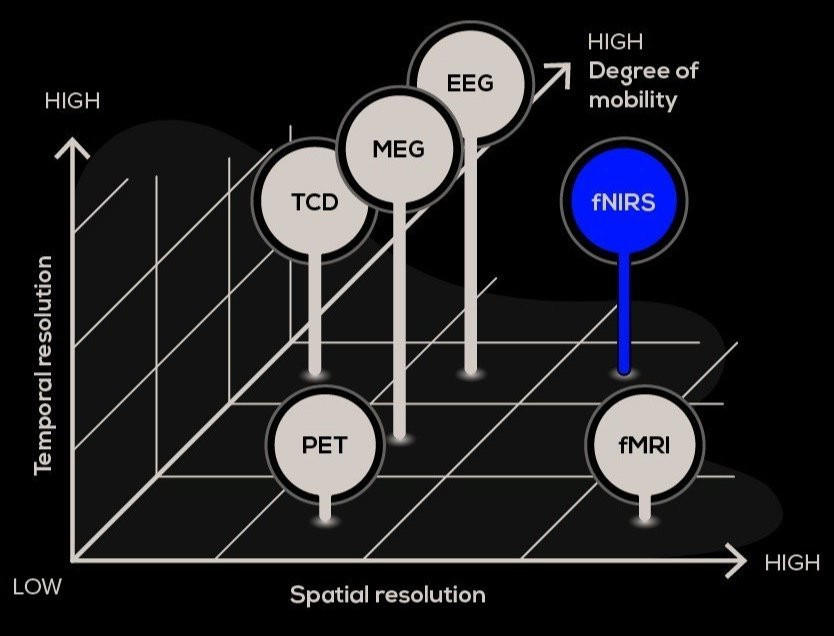 HIGH
Degree of
mobility
EEG
HIGH
MEG
TCD
fNIRS
Temporal resolution
PET
fMRI
HIGH
LOW
Spatial resolution